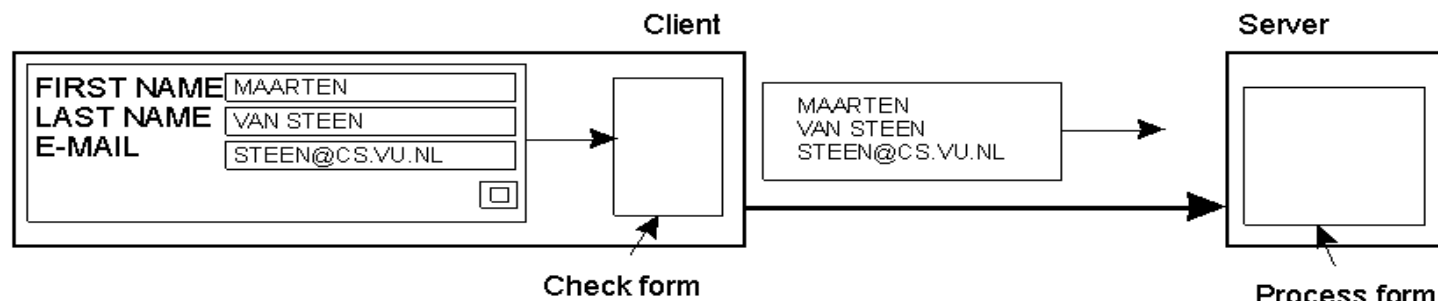 Client
Server
FIRST NAME MAARTEN
LAST NAME VAN STEEN
E-MAIL STEEN@CS.VU.NL
MAARTEN
VAN STEEN
STEEN@CS.VU.NL
Check form
Process form